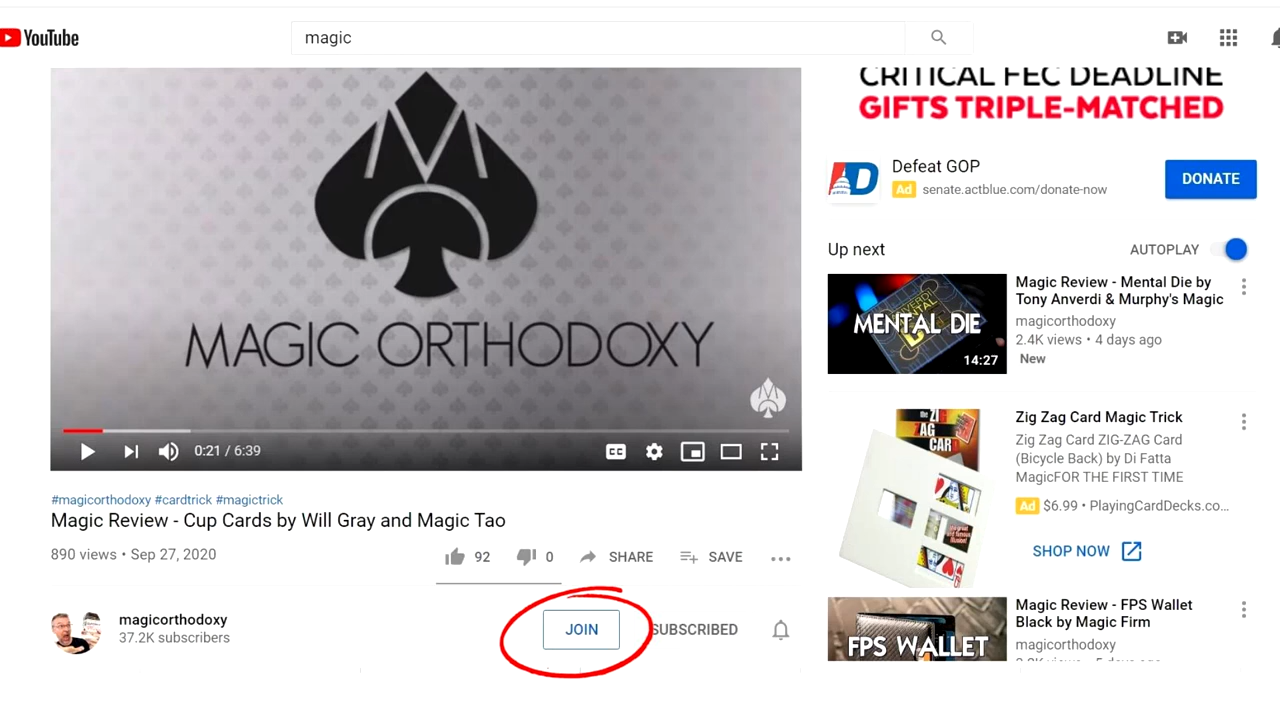 YouTube
magic
MAGIC ORTHODOXY
0:21 / 6:39
CC
#magicorthodoxy #cardtrick #magictrick
Magic Review - Cup Cards by Will Gray and Magic Tao
890 views • Sep 27, 2020
92
0
SHARE
SAVE
magicorthodoxy
37.2K subscribers
JOIN
SUBSCRIBED
CRITICAL FEC DEADLINE
GIFTS TRIPLE-MATCHED
Defeat GOP
Ad senate.actblue.com/donate-now
DONATE
Up next
AUTOPLAY
MENTAL DIE
14:27
Magic Review - Mental Die by
Tony Anverdi & Murphy's Magic
magicorthodoxy
2.4K views • 4 days ago
New
the ZIG
ZAG
CARD
Zig Zag Card Magic Trick
Zig Zag Card ZIG-ZAG Card
(Bicycle Back) by Di Fatta
MagicFOR THE FIRST TIME
Ad $6.99 • PlayingCardDecks.co...
SHOP NOW
FPS WALLET
Magic Review - FPS Wallet
Black by Magic Firm
magicorthodoxy